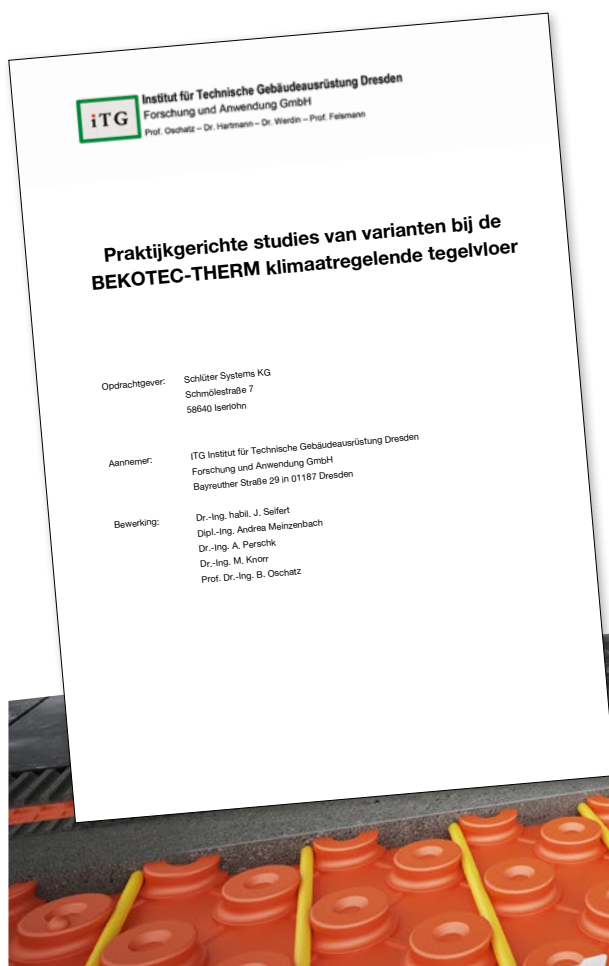 iTG
Institut für Technische Gebäudeausrüstung Dresden
Forschung und Anwendung GmbH
Prof. Oschatz – Dr. Hartmann – Dr. Werdin – Prof. Felsmann
Praktijkgerichte studies van varianten bij de
BEKOTEC-THERM klimaatregelende tegelvloer
Opdrachtgever: Schlüter Systems KG
Schmölestraße 7
58640 Iserlohn
Aannemer: ITG Institut für Technische Gebäudeausrüstung Dresden
Forschung und Anwendung GmbH
Bayreuther Straße 29 in 01187 Dresden
Bewerking: Dr.-Ing. habil. J. Seifert
Dipl.-Ing. Andrea Meinzenbach
Dr.-Ing. A. Perschk
Dr.-Ing. M. Knorr
Prof. Dr.-Ing. B. Oschatz